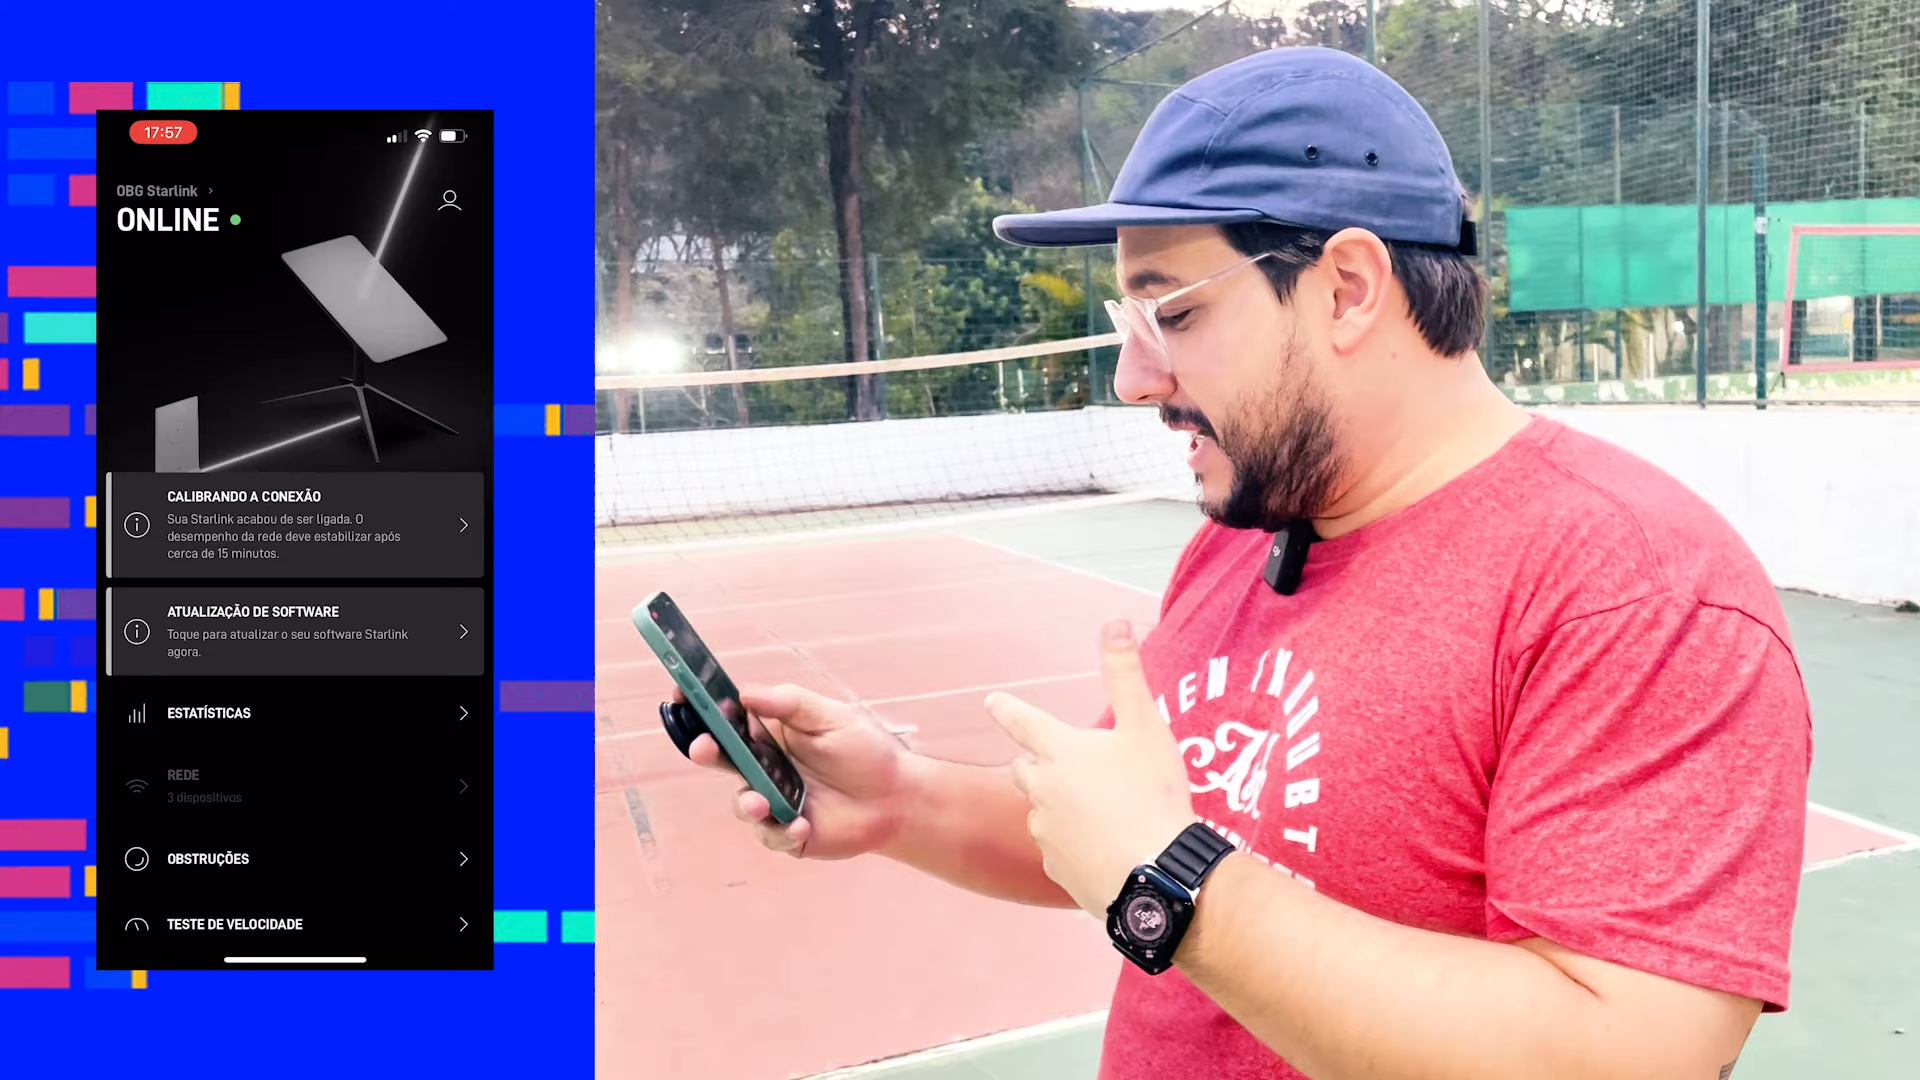 17:57
OBG Starlink
ONLINE
CALIBRANDO A CONEXÃO
Sua Starlink acabou de ser ligada. O
desempenho da rede deve estabilizar após
cerca de 15 minutos.
ATUALIZAÇÃO DE SOFTWARE
Toque para atualizar o seu software Starlink
agora.
ESTATÍSTICAS
REDE
3 dispositivos
OBSTRUÇÕES
TESTE DE VELOCIDADE